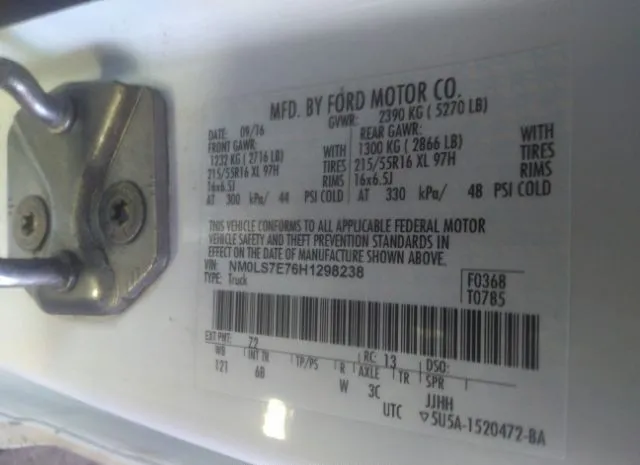 MFD. BY FORD MOTOR CO.
DATE: 09/16 GVWR: 2390 KG ( 5270 LB)
FRONT GAWR: REAR GAWR:
1232 KG ( 2716 LB) WITH 1300 KG ( 2866 LB) WITH
215/55R16 XL 97H TIRES 215/55R16 XL 97H TIRES
16x6.5J RIMS 16x6.5J RIMS
AT 300 kPa/ 44 PSI COLD AT 330 kPa/ 48 PSI COLD
THIS VEHICLE CONFORMS TO ALL APPLICABLE FEDERAL MOTOR
VEHICLE SAFETY AND THEFT PREVENTION STANDARDS IN
EFFECT ON THE DATE OF MANUFACTURE SHOWN ABOVE.
VIN: NM0LS7E76H1298238 F0368
TYPE: Truck T07B5
EXT PNT: 72 RC: 13 DSO:
WB INT TR TP/PS R AXLE TR SPR
121 6B W 3C JJHH
UTC 5U5A-1520472-BA